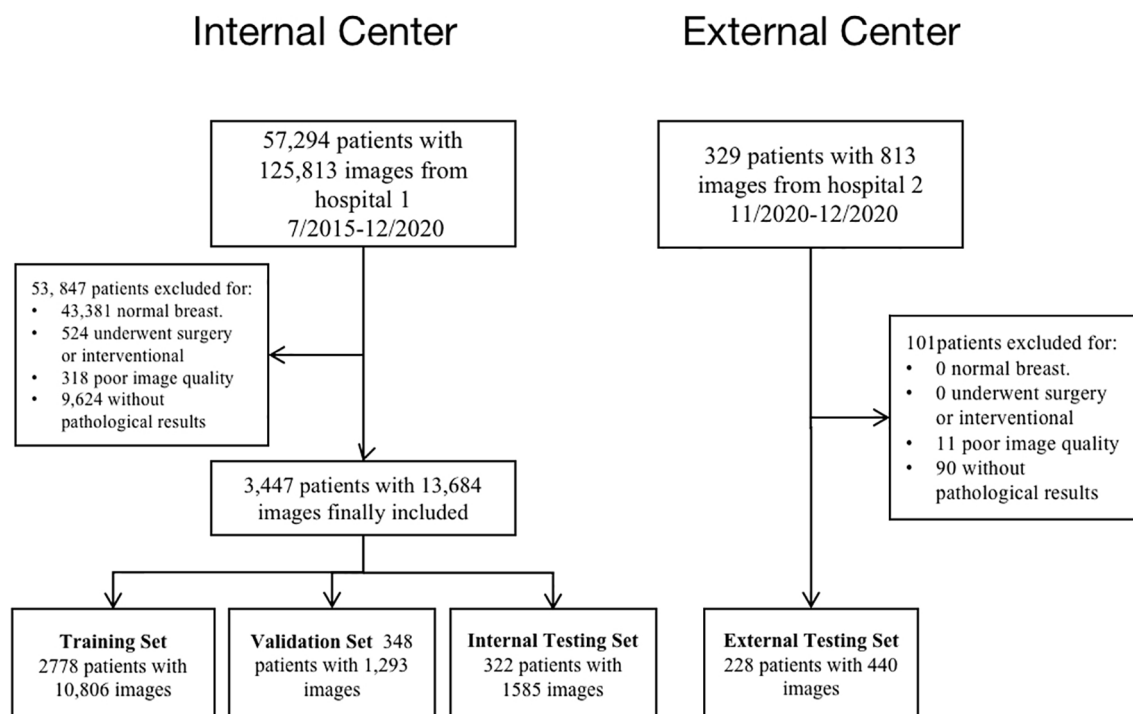 Internal Center
External Center
57,294 patients with
125,813 images from
hospital 1
7/2015-12/2020
329 patients with 813
images from hospital 2
11/2020-12/2020
53, 847 patients excluded for:
• 43,381 normal breast.
• 524 underwent surgery
or interventional
• 318 poor image quality
• 9,624 without
pathological results
101patients excluded for:
• 0 normal breast.
• 0 underwent surgery
or interventional
• 11 poor image quality
• 90 without
pathological results
3,447 patients with 13,684
images finally included
Training Set
2778 patients with
10,806 images
Validation Set 348
patients with 1,293
images
Internal Testing Set
322 patients with
1585 images
External Testing Set
228 patients with 440
images